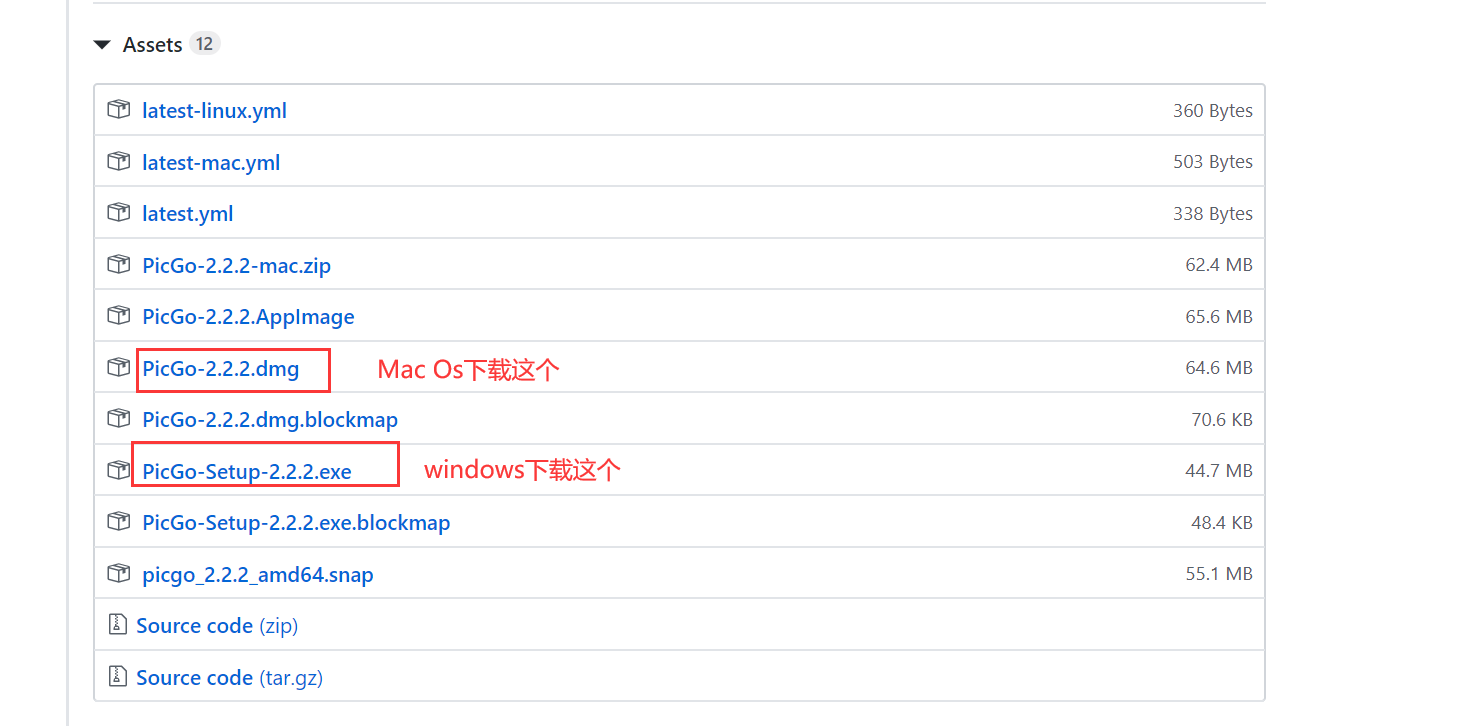 Assets 12
latest-linux.yml 360 Bytes
latest-mac.yml 503 Bytes
latest.yml 338 Bytes
PicGo-2.2.2-mac.zip 62.4 MB
PicGo-2.2.2.AppImage 65.6 MB
PicGo-2.2.2.dmg Mac Os下载这个 64.6 MB
PicGo-2.2.2.dmg.blockmap 70.6 KB
PicGo-Setup-2.2.2.exe windows下载这个 44.7 MB
PicGo-Setup-2.2.2.exe.blockmap 48.4 KB
picgo_2.2.2_amd64.snap 55.1 MB
Source code (zip)
Source code (tar.gz)